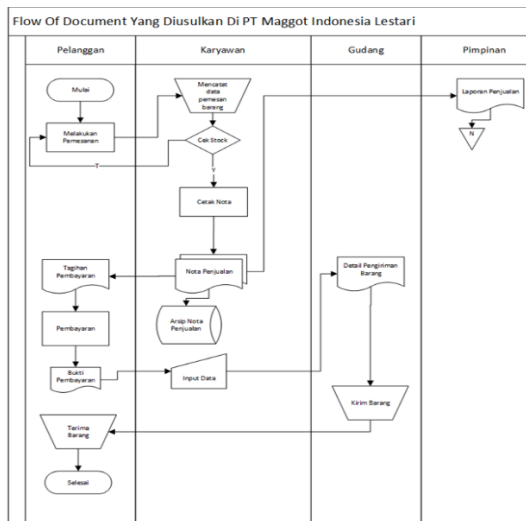 Flow Of Document Yang Diusulkan Di PT Maggot Indonesia Lestari
Pelanggan
Karyawan
Gudang
Pimpinan
Mulai
Melakukan
Pemesanan
Mencatat
data
pemesan
barang
Cek Stock
T
Y
Cetak Nota
Nota Penjualan
Arsip Nota
Penjualan
Laporan Penjualan
N
Tagihan
Pembayaran
Pembayaran
Bukti
Pembayaran
Input Data
Detail Pengiriman
Barang
Kirim Barang
Terima
Barang
Selesai